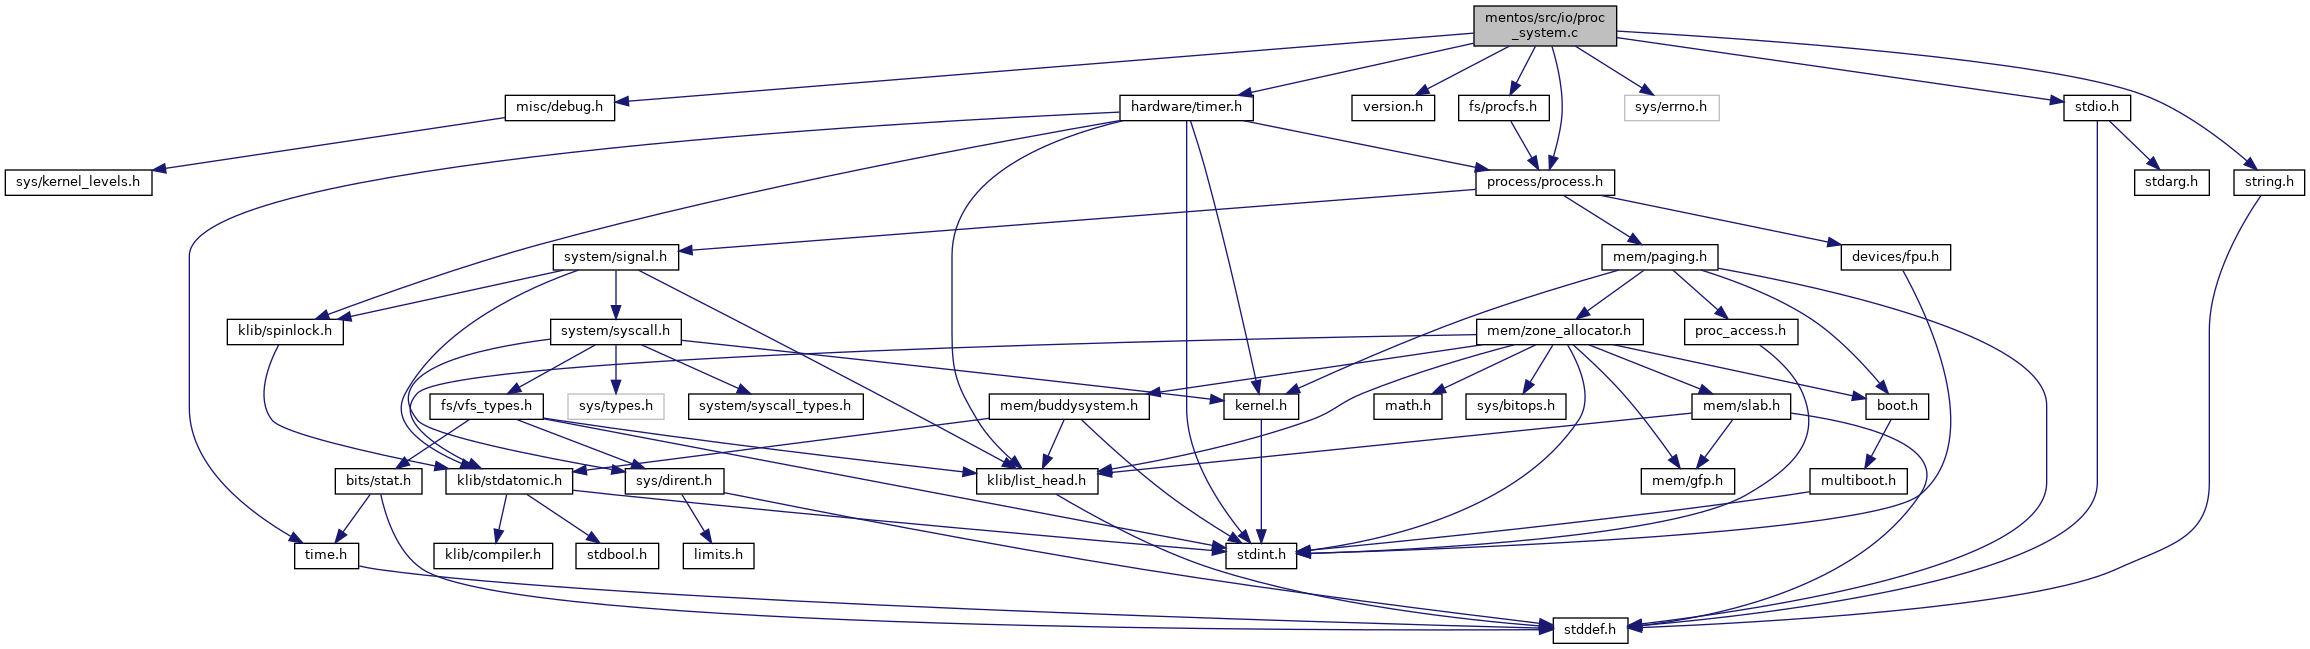 mentos/src/io/proc
_system.c
misc/debug.h
hardware/timer.h
version.h
fs/procfs.h
sys/errno.h
stdio.h
sys/kernel_levels.h
process/process.h
stdarg.h
string.h
system/signal.h
mem/paging.h
devices/fpu.h
klib/spinlock.h
system/syscall.h
mem/zone_allocator.h
proc_access.h
fs/vfs_types.h
sys/types.h
system/syscall_types.h
mem/buddysystem.h
kernel.h
math.h
sys/bitops.h
mem/slab.h
boot.h
bits/stat.h
klib/stdatomic.h
sys/dirent.h
klib/list_head.h
mem/gfp.h
multiboot.h
time.h
klib/compiler.h
stdbool.h
limits.h
stdint.h
stddef.h